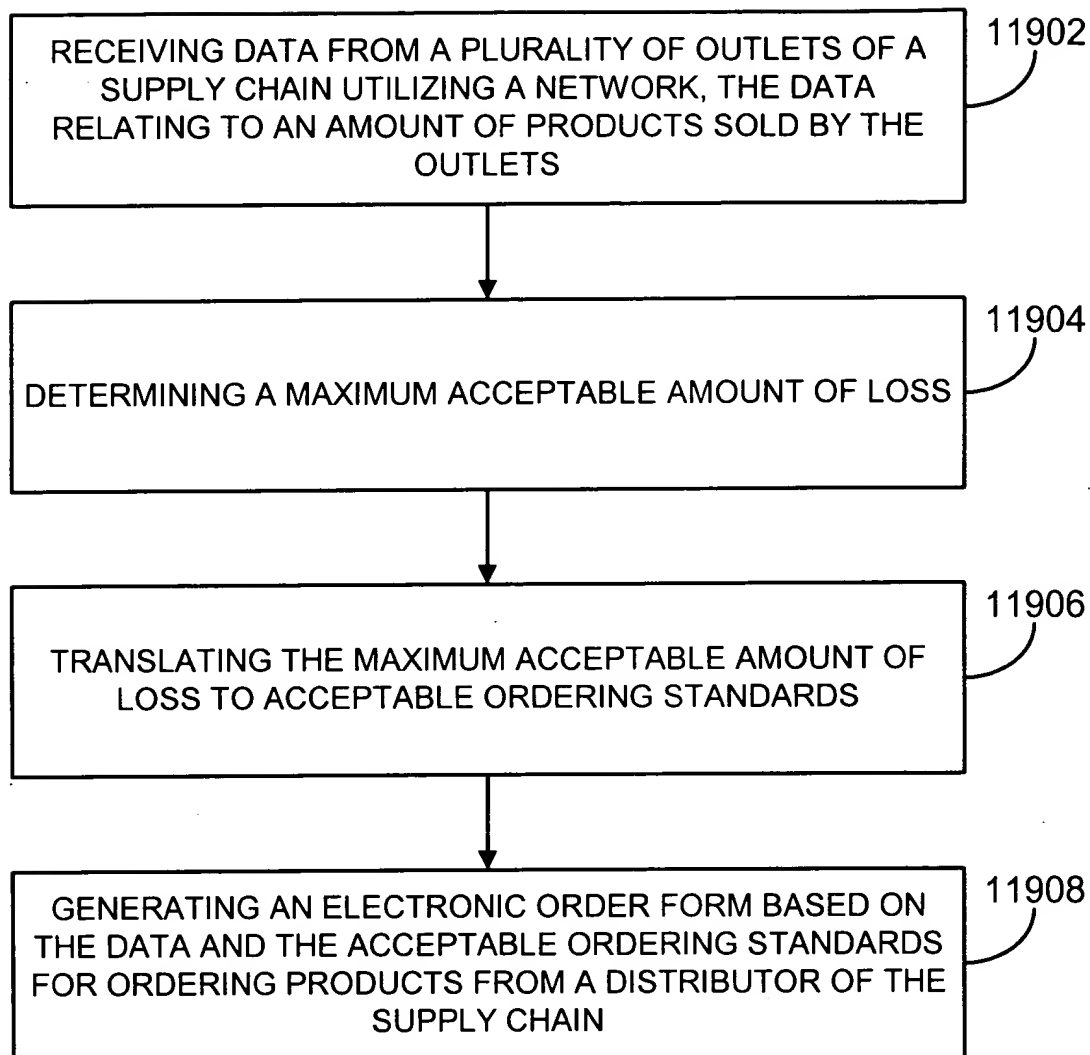 RECEIVING DATA FROM A PLURALITY OF OUTLETS OF A
SUPPLY CHAIN UTILIZING A NETWORK, THE DATA
RELATING TO AN AMOUNT OF PRODUCTS SOLD BY THE
OUTLETS
11902
DETERMINING A MAXIMUM ACCEPTABLE AMOUNT OF LOSS
11904
TRANSLATING THE MAXIMUM ACCEPTABLE AMOUNT OF
LOSS TO ACCEPTABLE ORDERING STANDARDS
11906
GENERATING AN ELECTRONIC ORDER FORM BASED ON
THE DATA AND THE ACCEPTABLE ORDERING STANDARDS
FOR ORDERING PRODUCTS FROM A DISTRIBUTOR OF THE
SUPPLY CHAIN
11908